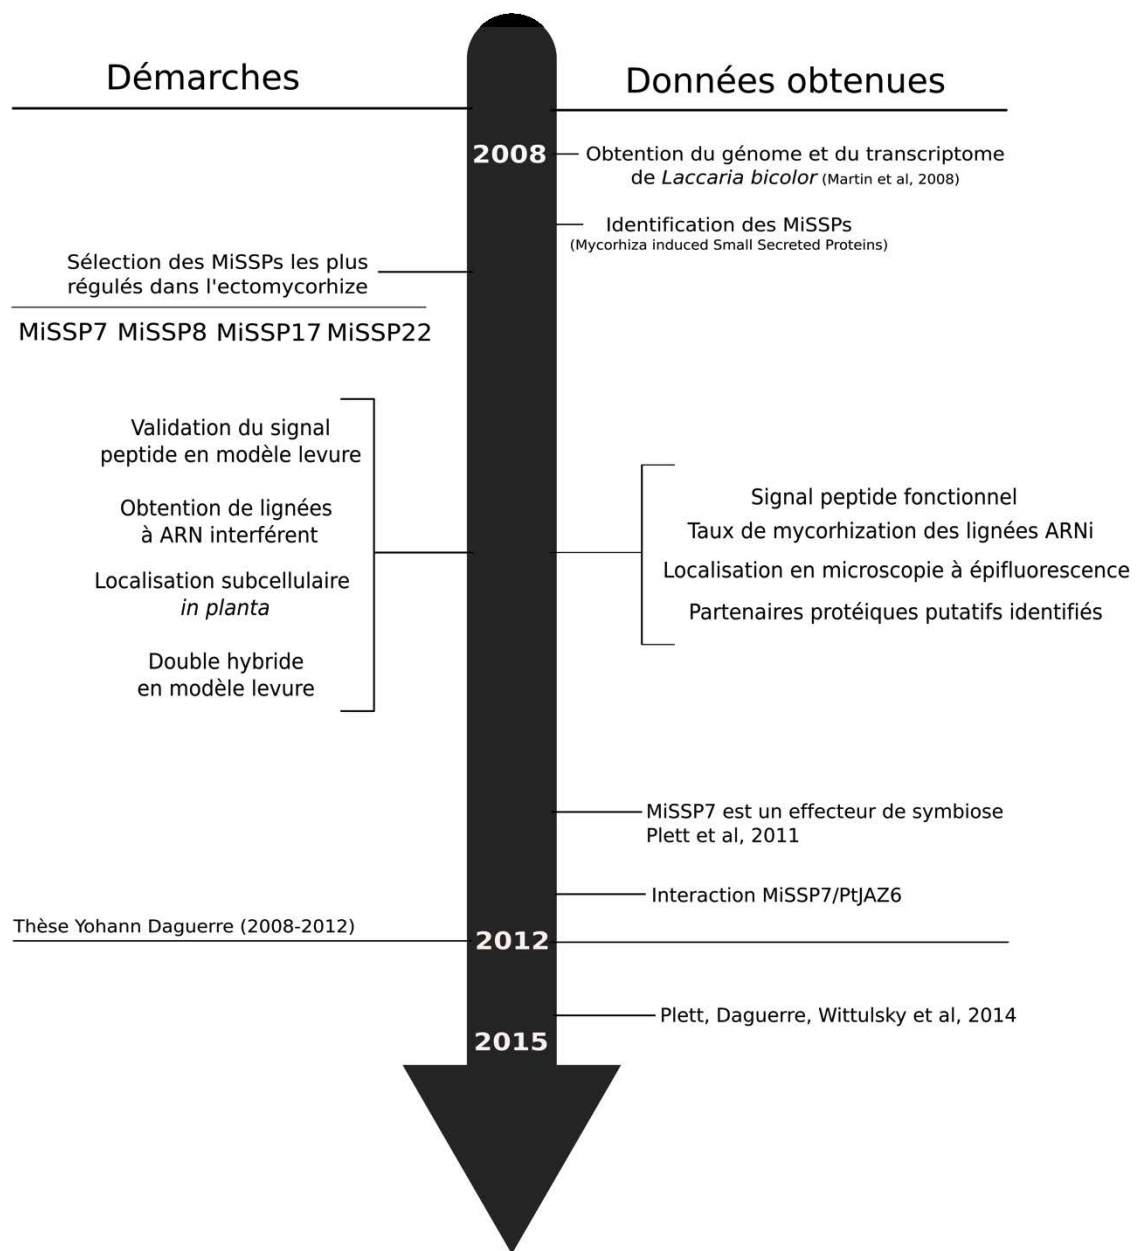 Démarches
Données obtenues
2008
Obtention du génome et du transcriptome
de Laccaria bicolor (Martin et al, 2008)
Identification des MiSSPs
(Mycorhiza induced Small Secreted Proteins)
Sélection des MiSSPs les plus
régulés dans l'ectomycorhize
MiSSP7 MiSSP8 MiSSP17 MiSSP22
Validation du signal
peptide en modèle levure
Obtention de lignées
à ARN interférent
Localisation subcellulaire
in planta
Double hybride
en modèle levure
Signal peptide fonctionnel
Taux de mycorhization des lignées ARNi
Localisation en microscopie à épifluorescence
Partenaires protéiques putatifs identifiés
MiSSP7 est un effecteur de symbiose
Plett et al, 2011
Interaction MiSSP7/PtJAZ6
Thèse Yohann Daguerre (2008-2012)
2012
Plett, Daguerre, Wittulsky et al, 2014
2015